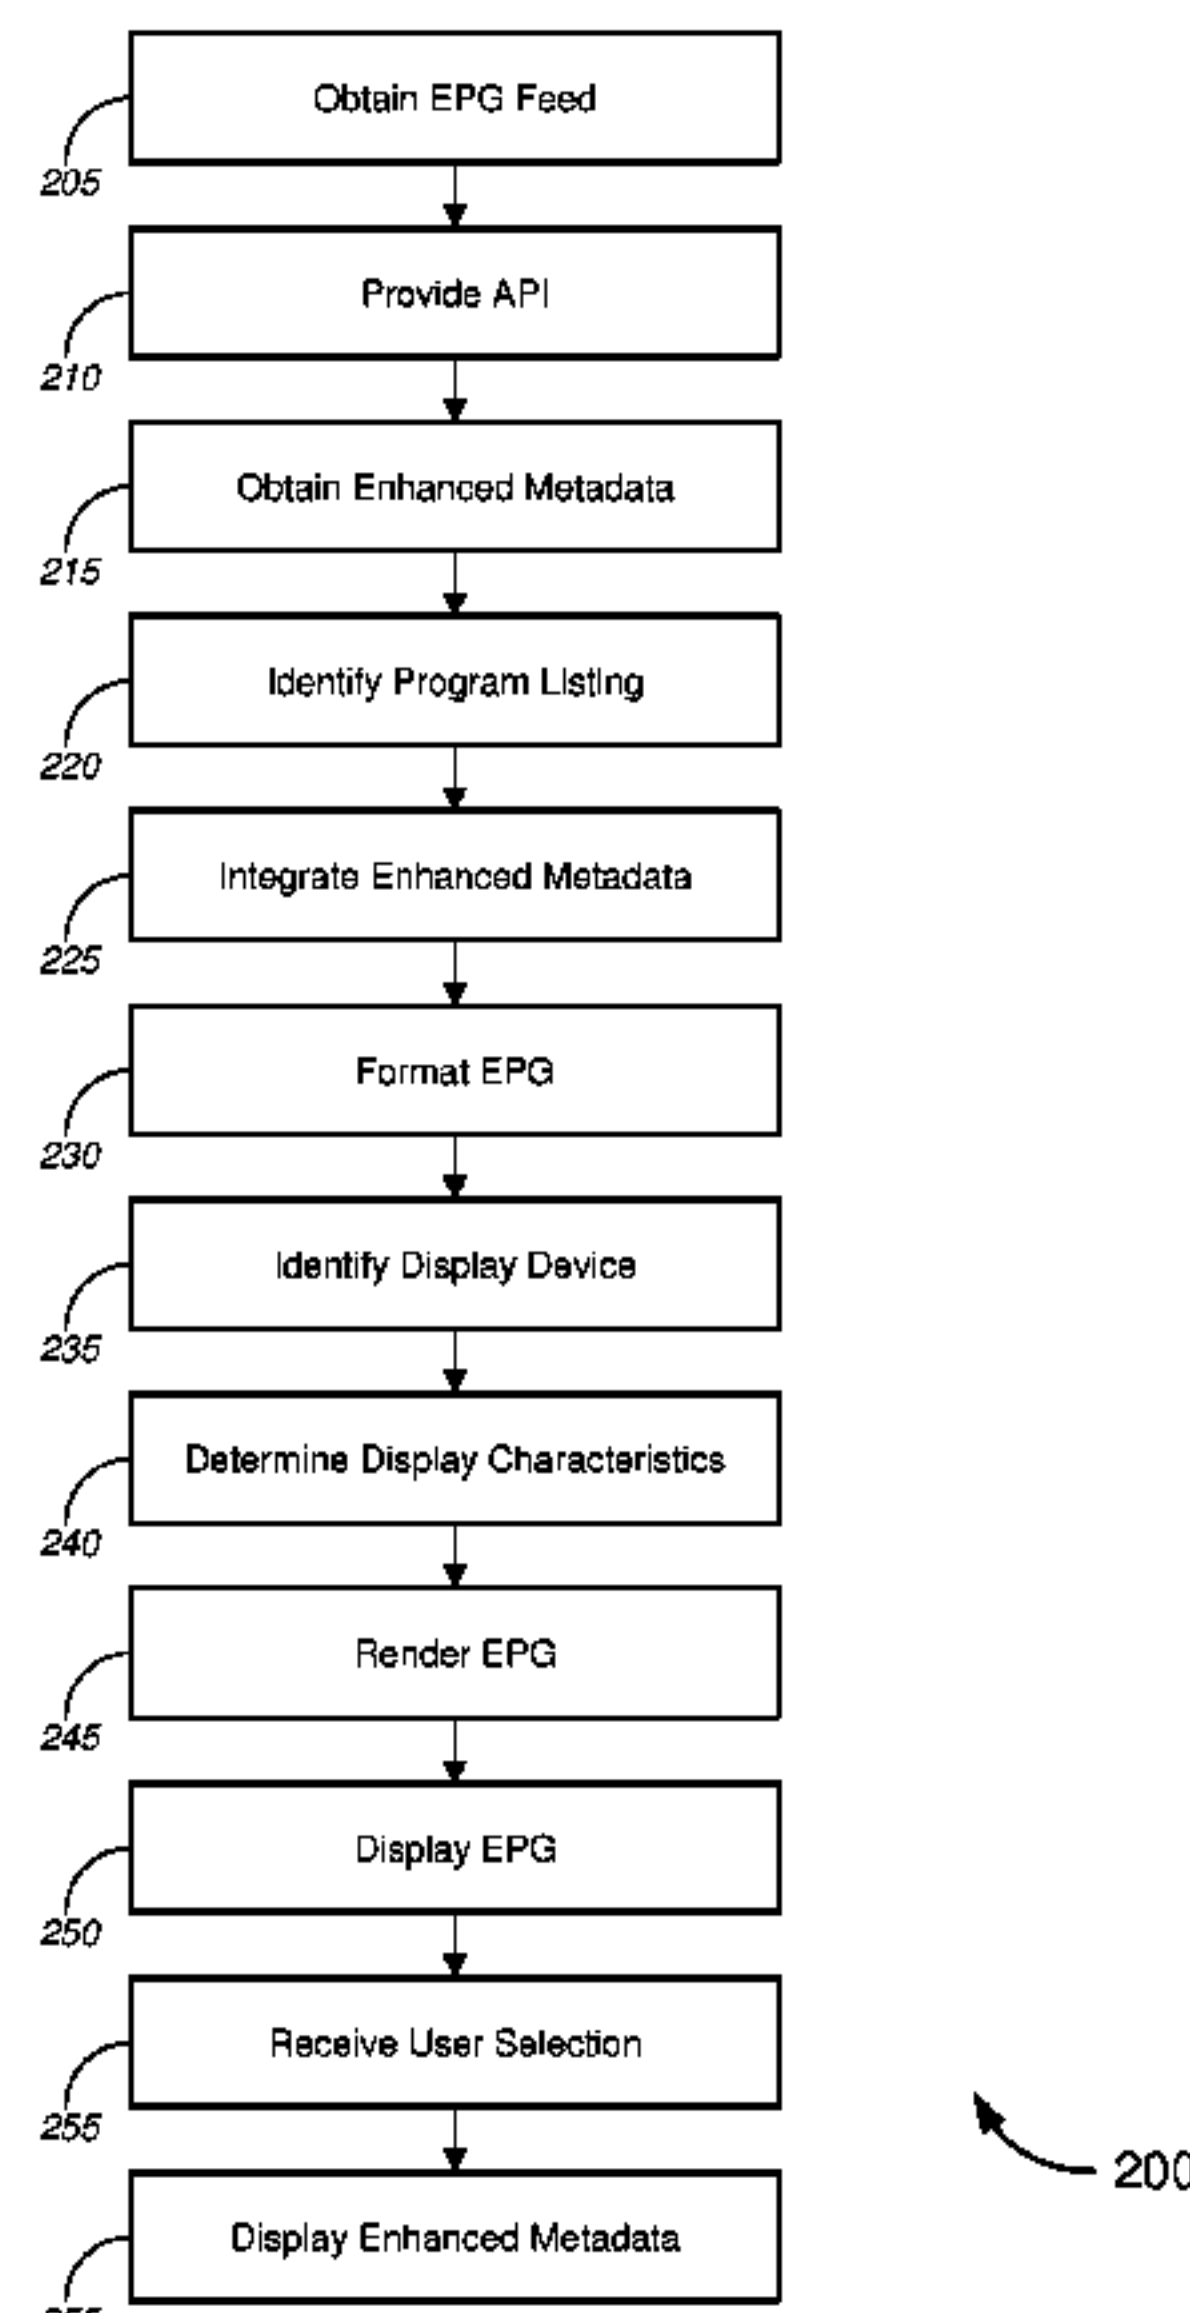 Obtain EPG Feed
205
Provide API
210
Obtain Enhanced Metadata
215
Identify Program Listing
220
Integrate Enhanced Metadata
225
Format EPG
230
Identify Display Device
235
Determine Display Characteristics
240
Render EPG
245
Display EPG
250
Receive User Selection
255
200
Display Enhanced Metadata